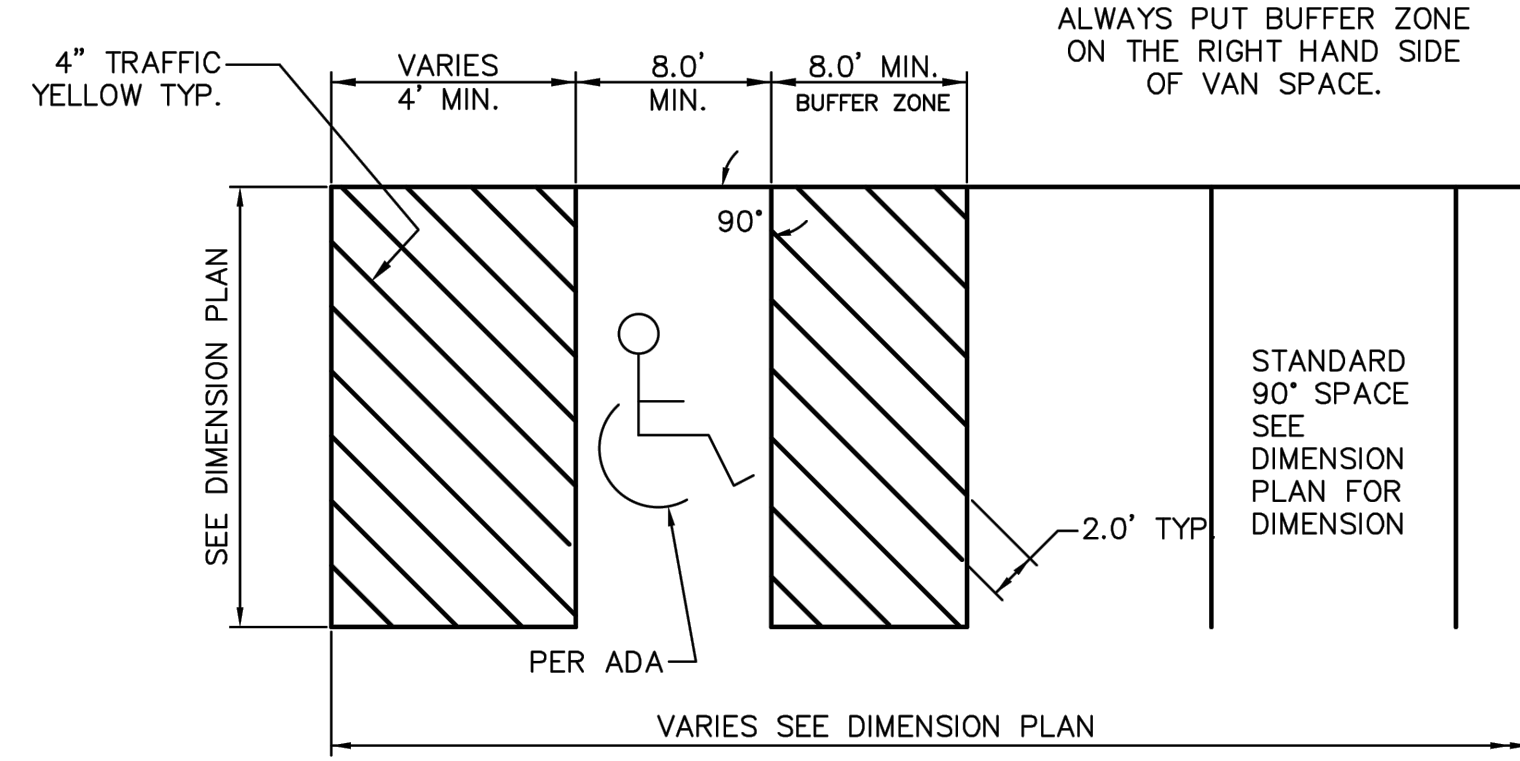 ALWAYS PUT BUFFER ZONE
ON THE RIGHT HAND SIDE
OF VAN SPACE.
4" TRAFFIC
YELLOW TYP.
VARIES
4' MIN.
8.0'
MIN.
8.0' MIN.
BUFFER ZONE
90°
SEE DIMENSION PLAN
STANDARD
90° SPACE
SEE
DIMENSION
PLAN FOR
DIMENSION
2.0' TYP.
PER ADA
VARIES SEE DIMENSION PLAN